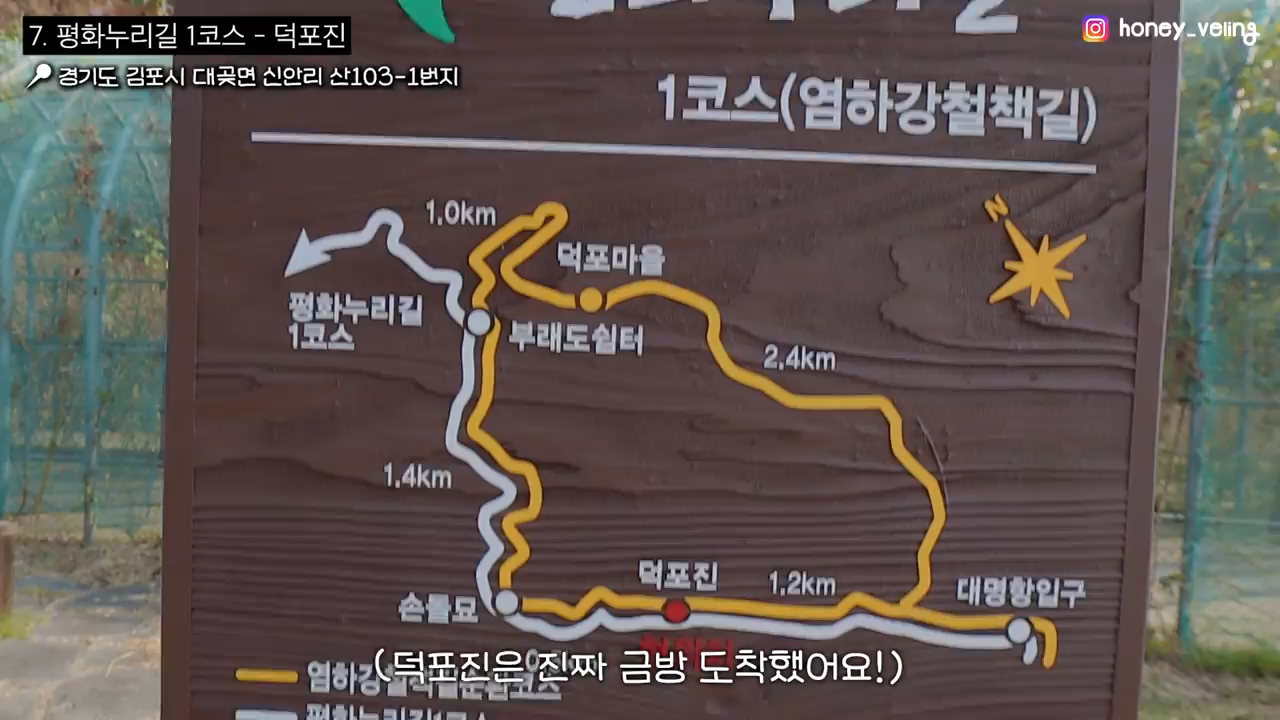 7. 평화누리길 1코스 - 덕포진
honey_veling
경기도 김포시 대곶면 신안리 산103-1번지
1코스(염하강철책길)
N
1.0km
덕포마을
평화누리길
1코스
부래도쉼터
2.4km
1.4km
덕포진
1.2km
대명항입구
손돌묘
(덕포진은 진짜 금방 도착했어요!)